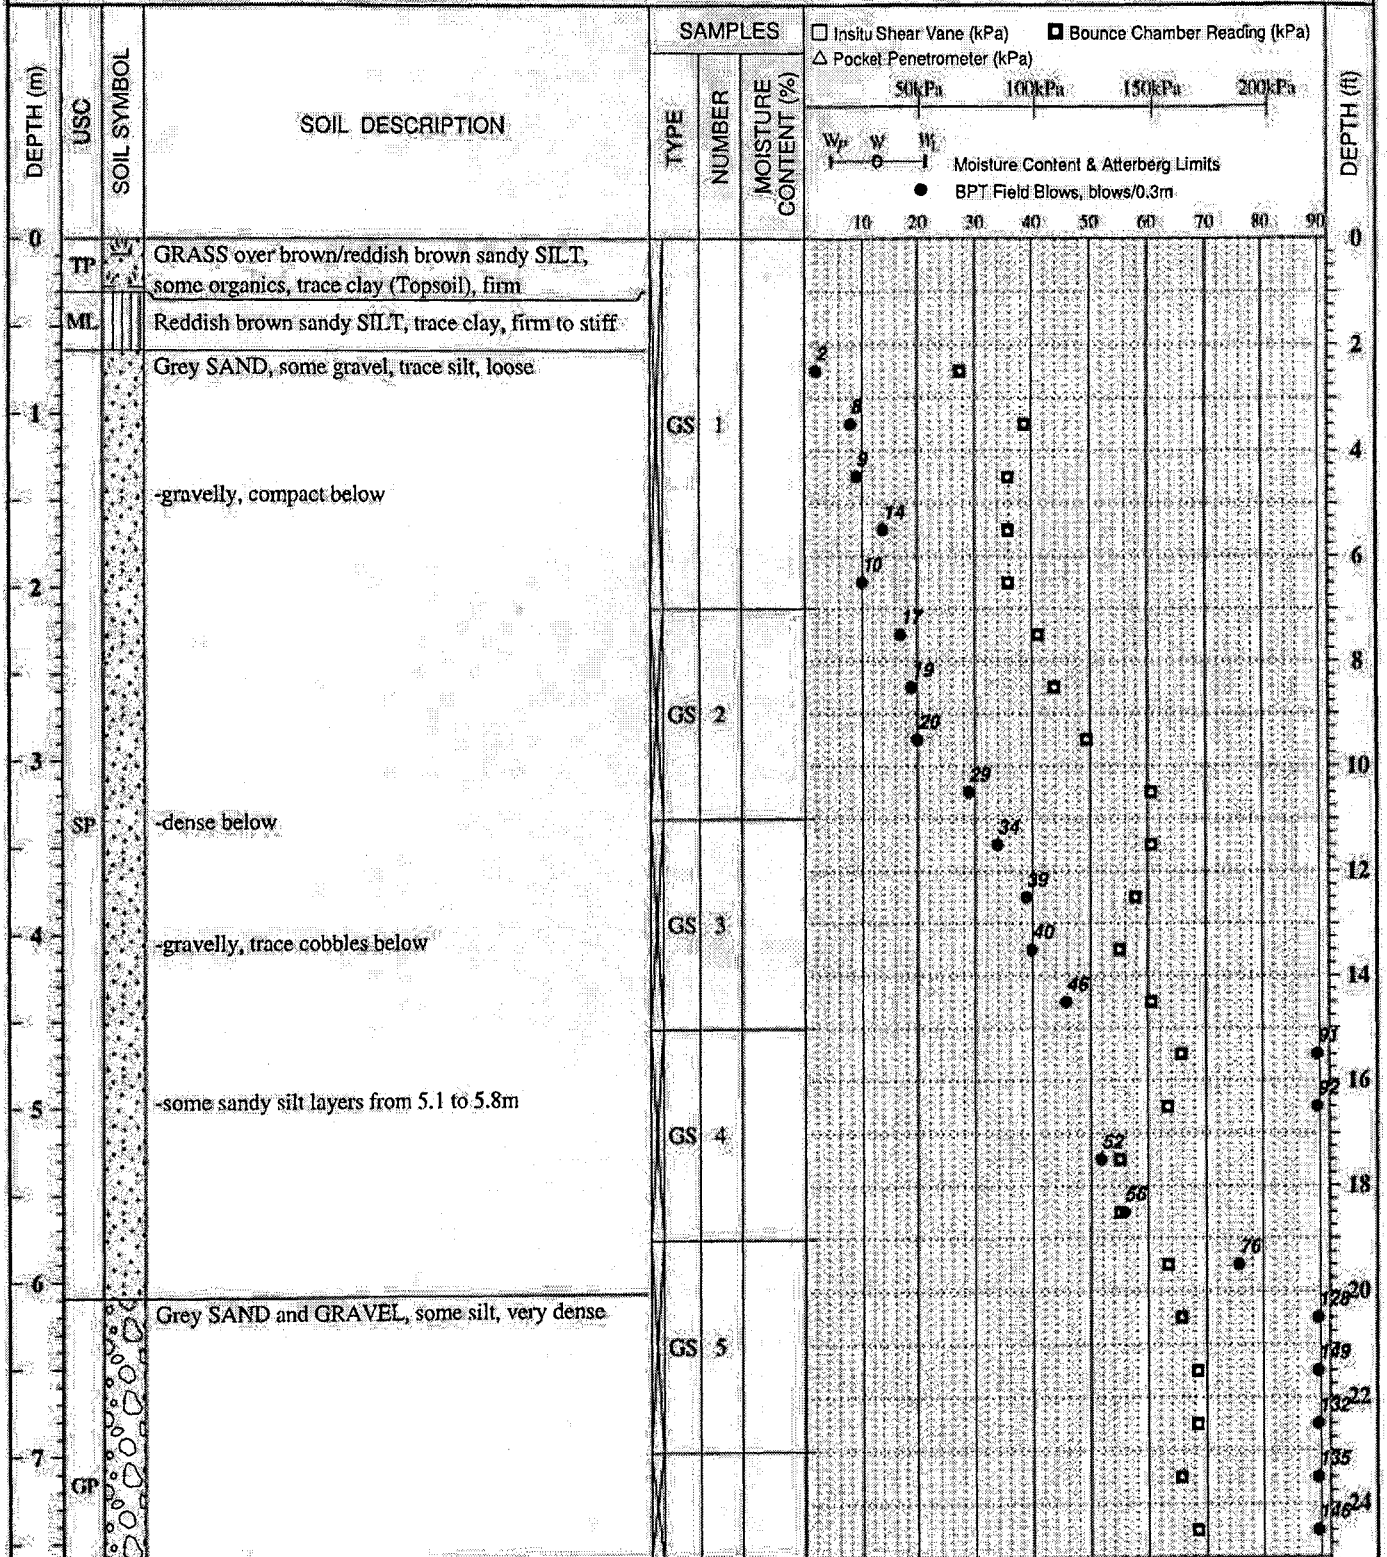 SAMPLES
□ Insitu Shear Vane (kPa) ◘ Bounce Chamber Reading (kPa)
△ Pocket Penetrometer (kPa)
50kPa 100kPa 150kPa 200kPa
DEPTH (m)
USC
SOIL SYMBOL
SOIL DESCRIPTION
TYPE
NUMBER
MOISTURE CONTENT (%)
DEPTH (ft)
Wp W WL
Moisture Content & Atterberg Limits
● BPT Field Blows, blows/0.3m
10 20 30 40 50 60 70 80 90
0 0
TP GRASS over brown/reddish brown sandy SILT,
some organics, trace clay (Topsoil), firm
ML Reddish brown sandy SILT, trace clay, firm to stiff
2
2
Grey SAND, some gravel, trace silt, loose
8
1 GS 1
9 4
-gravelly, compact below
14
6
10
2
17
8
19
GS 2
20
3 10
29
SP -dense below
34
12
39
GS 3
4 -gravelly, trace cobbles below
40
14
46
91
16
92
5 -some sandy silt layers from 5.1 to 5.8m
GS 4
52
18
56
76
6 20
Grey SAND and GRAVEL, some silt, very dense
128
GS 5
149
132 22
7
135
GP
146 24